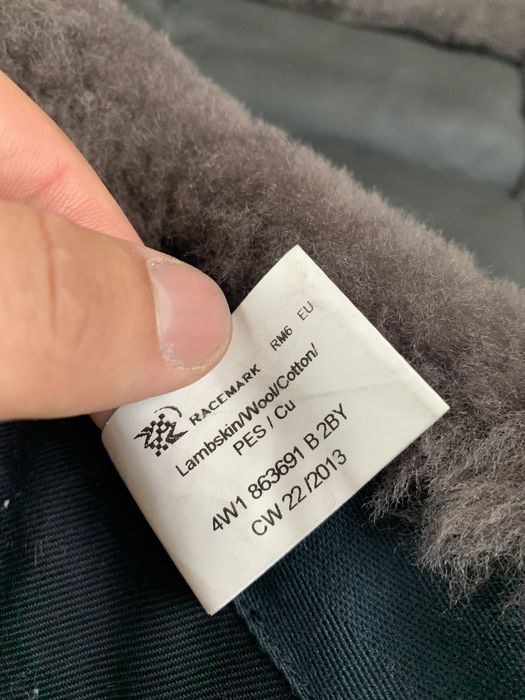 RACEMARK RM6 EU
Lambskin/Wool/Cotton/
PES / Cu
4W1 863691 B 2BY
CW 22/2013